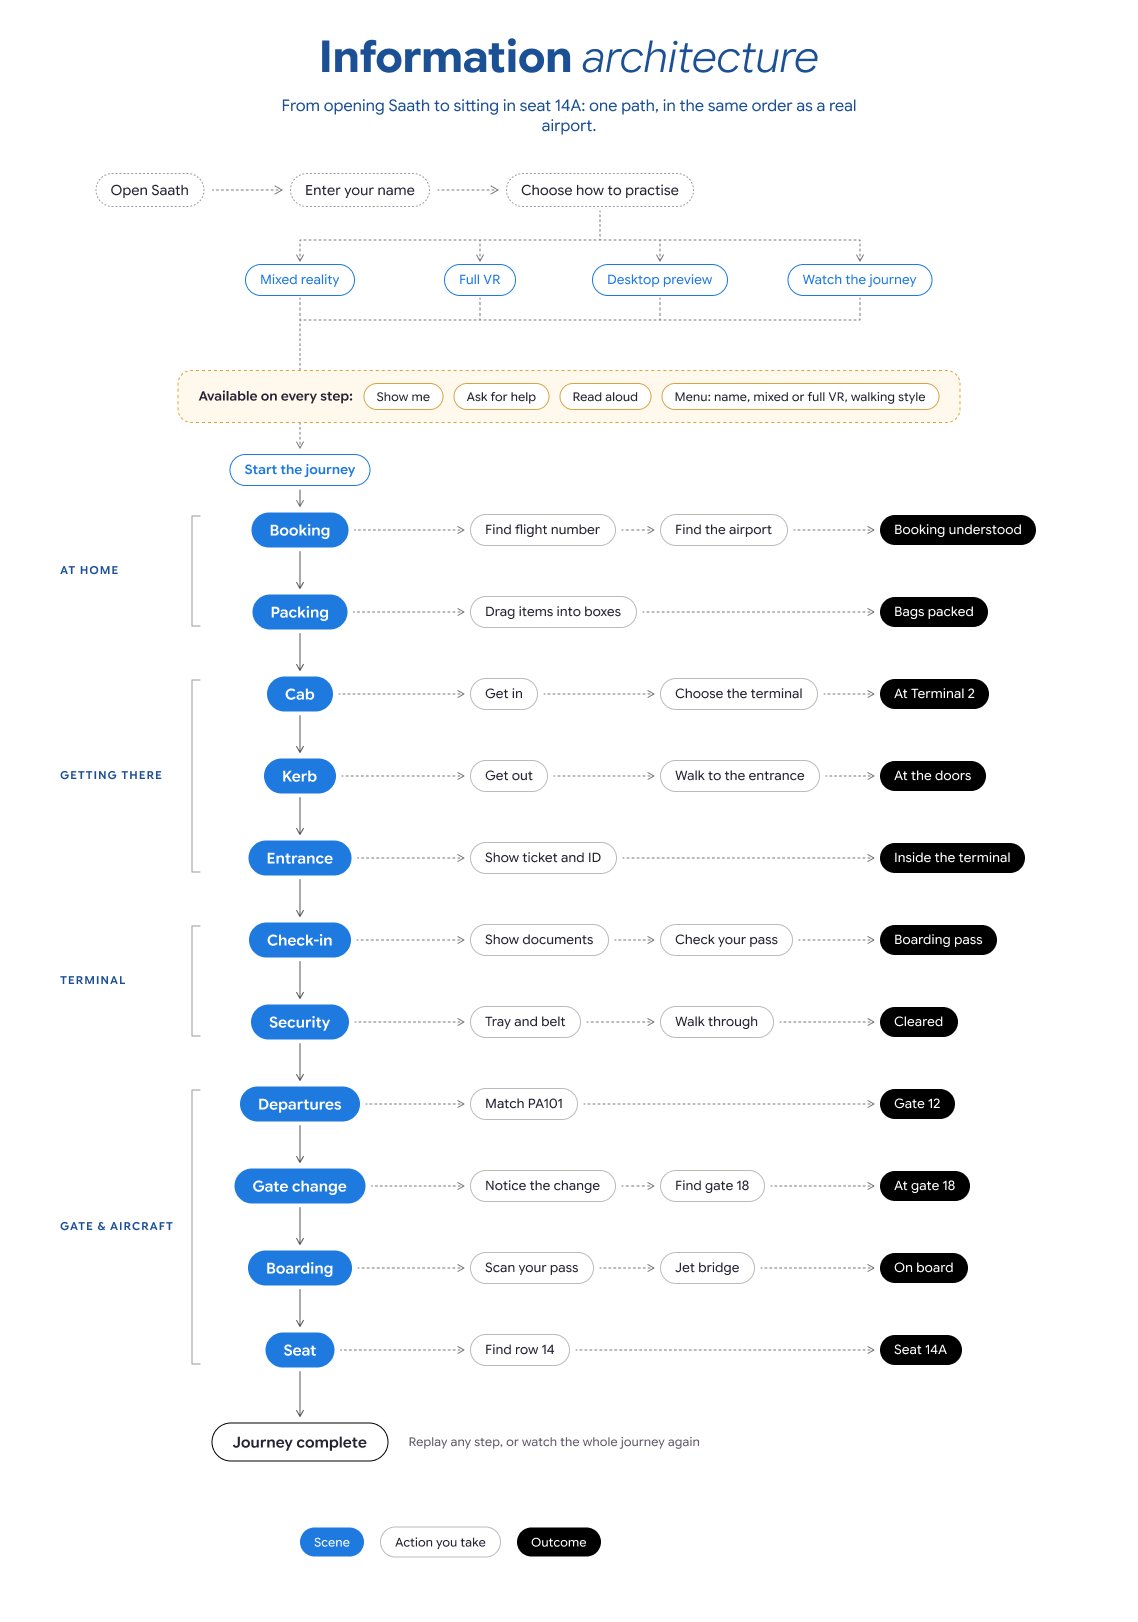 Information architecture
From opening Saath to sitting in seat 14A: one path, in the same order as a real
airport.
Open Saath
Enter your name
Choose how to practise
Mixed reality
Full VR
Desktop preview
Watch the journey
Available on every step:
Show me
Ask for help
Read aloud
Menu: name, mixed or full VR, walking style
Start the journey
AT HOME
Booking
Find flight number
Find the airport
Booking understood
Packing
Drag items into boxes
Bags packed
GETTING THERE
Cab
Get in
Choose the terminal
At Terminal 2
Kerb
Get out
Walk to the entrance
At the doors
Entrance
Show ticket and ID
Inside the terminal
TERMINAL
Check-in
Show documents
Check your pass
Boarding pass
Security
Tray and belt
Walk through
Cleared
GATE & AIRCRAFT
Departures
Match PA101
Gate 12
Gate change
Notice the change
Find gate 18
At gate 18
Boarding
Scan your pass
Jet bridge
On board
Seat
Find row 14
Seat 14A
Journey complete
Replay any step, or watch the whole journey again
Scene
Action you take
Outcome